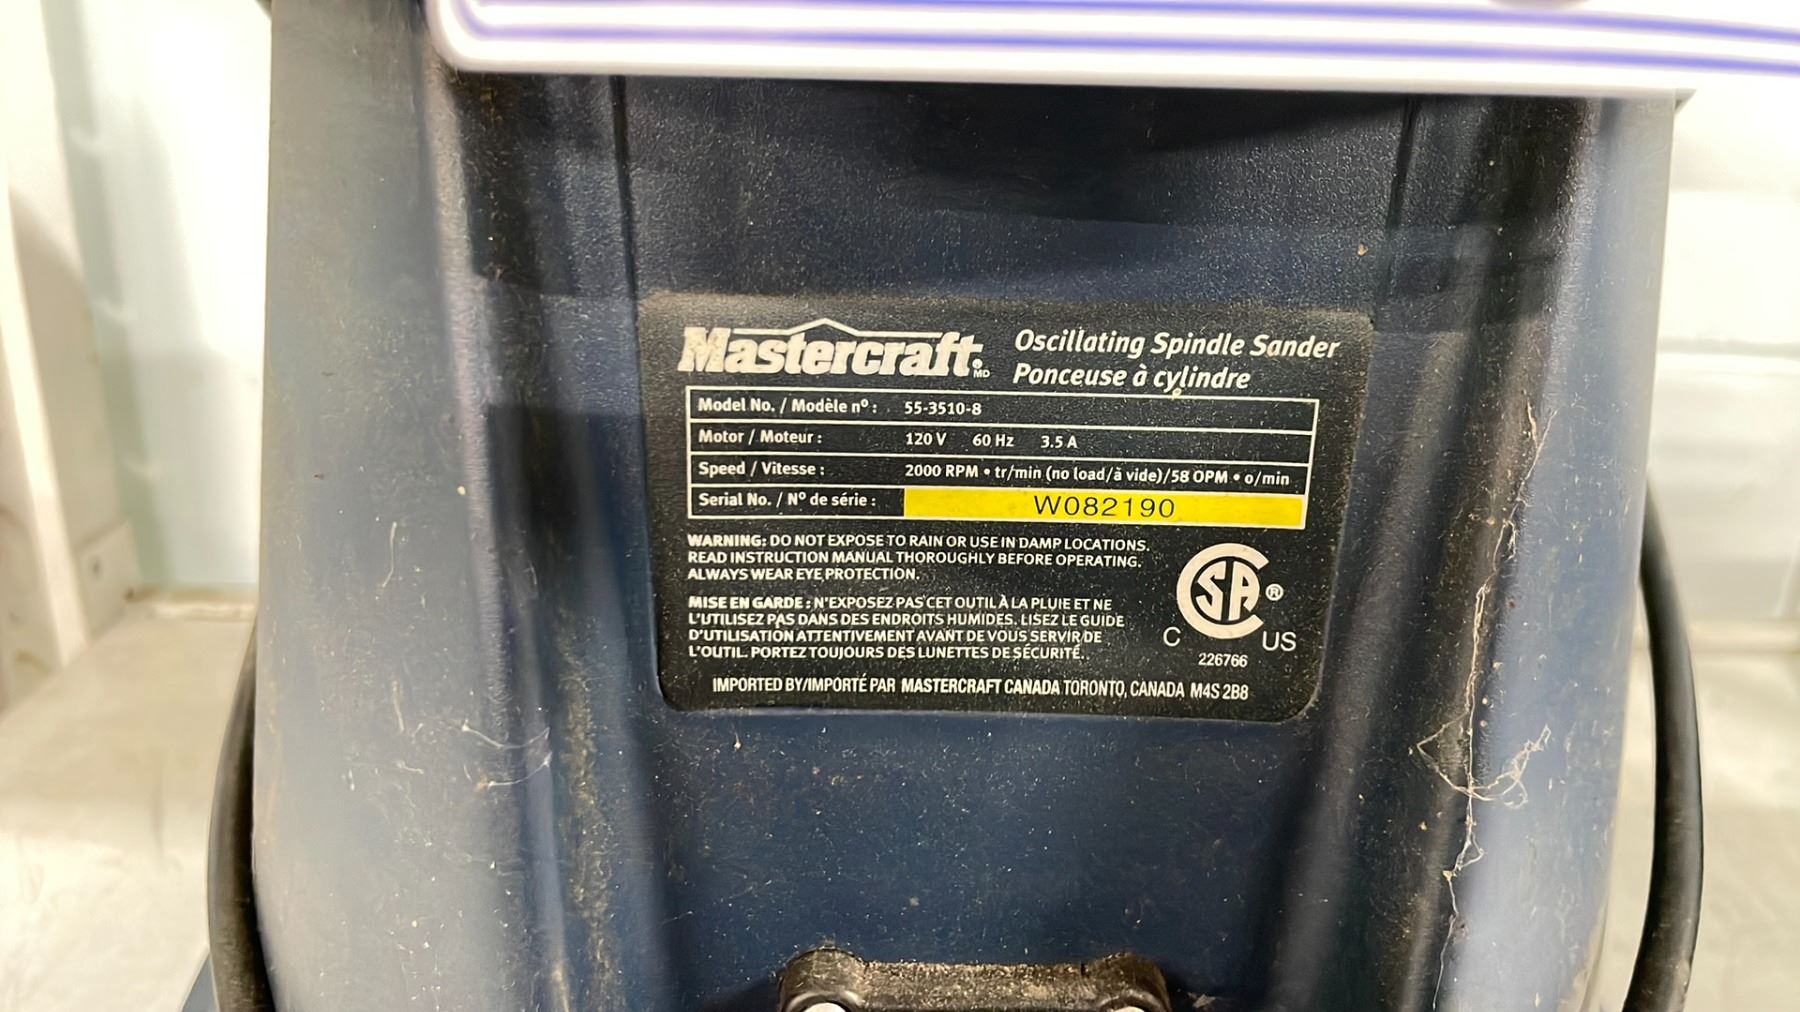 Mastercraft® MD
Oscillating Spindle Sander
Ponceuse à cylindre
Model No. / Modèle nº : 55-3510-8
Motor / Moteur : 120 V 60 Hz 3.5 A
Speed / Vitesse : 2000 RPM • tr/min (no load/à vide)/58 OPM • o/min
Serial No. / Nº de série : W082190
WARNING: DO NOT EXPOSE TO RAIN OR USE IN DAMP LOCATIONS.
READ INSTRUCTION MANUAL THOROUGHLY BEFORE OPERATING.
ALWAYS WEAR EYE PROTECTION.
MISE EN GARDE : N'EXPOSEZ PAS CET OUTIL À LA PLUIE ET NE
L'UTILISEZ PAS DANS DES ENDROITS HUMIDES. LISEZ LE GUIDE
D'UTILISATION ATTENTIVEMENT AVANT DE VOUS SERVIR DE
L'OUTIL. PORTEZ TOUJOURS DES LUNETTES DE SÉCURITÉ.
CSA®
C US
226766
IMPORTED BY/IMPORTÉ PAR MASTERCRAFT CANADA TORONTO, CANADA M4S 2B8